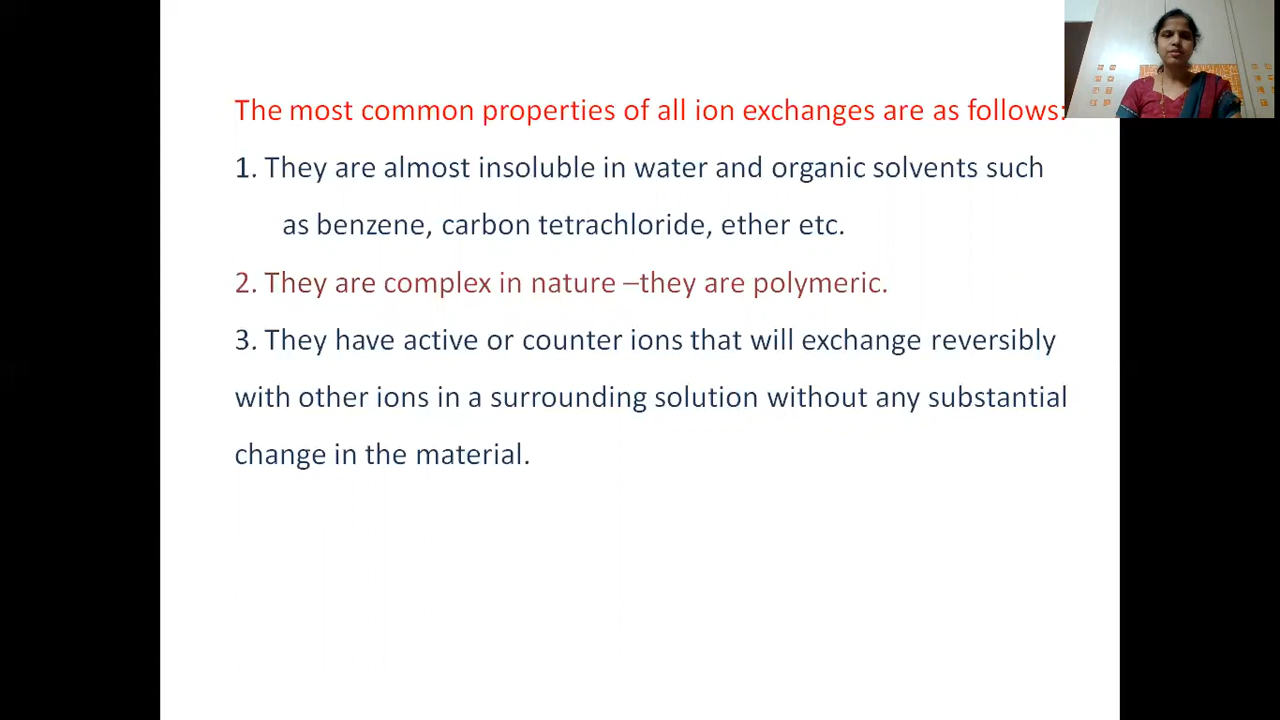 The most common properties of all ion exchanges are as follows:
1. They are almost insoluble in water and organic solvents such
as benzene, carbon tetrachloride, ether etc.
2. They are complex in nature –they are polymeric.
3. They have active or counter ions that will exchange reversibly
with other ions in a surrounding solution without any substantial
change in the material.